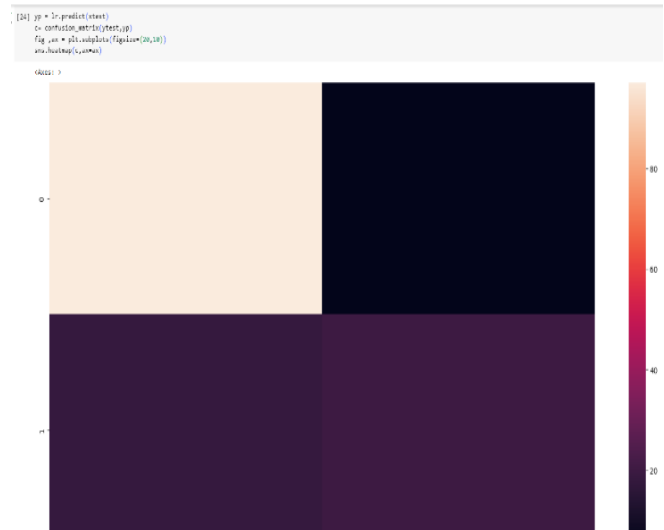 [24] yp = lr.predict(xtest)
c= confusion_matrix(ytest,yp)
fig ,ax = plt.subplots(figsize=(20,10))
sns.heatmap(c,ax=ax)
<Axes: >
80
0
60
40
1
20